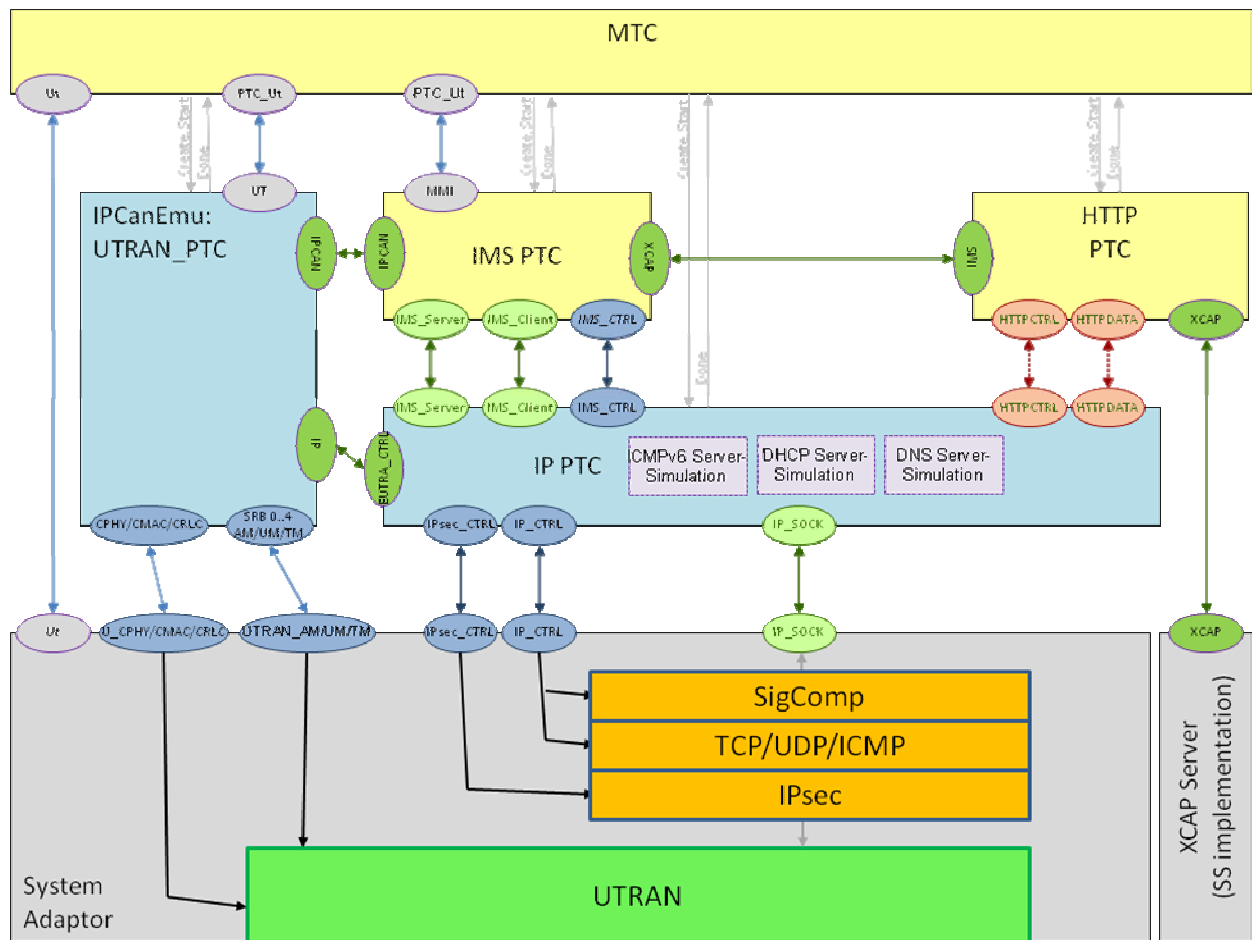 MTC
Ut
PTC_Ut
PTC_Ut
Create, Start
Done
Create, Start
Done
Create, Start
Done
Create, Start
Done
UT
MMI
IPCanEmu:
UTRAN_PTC
IPCAN
IPCAN
IMS PTC
XCAP
SMI
HTTP
PTC
IMS_Server
IMS_Client
IMS_CTRL
HTTPCTRL
HTTPDATA
XCAP
IMS_Server
IMS_Client
IMS_CTRL
HTTPCTRL
HTTPDATA
IP
EUTRA_CTRL
IP PTC
ICMPv6 Server-
Simulation
DHCP Server-
Simulation
DNS Server-
Simulation
CPHY/CMAC/CRLC
SRB 0..4
AM/UM/TM
IPsec_CTRL
IP_CTRL
IP_SOCK
Ut
U_CPHY/CMAC/CRLC
UTRAN_AM/UM/TM
IPsec_CTRL
IP_CTRL
IP_SOCK
XCAP
SigComp
TCP/UDP/ICMP
IPsec
UTRAN
System
Adaptor
XCAP Server
(SS implementation)